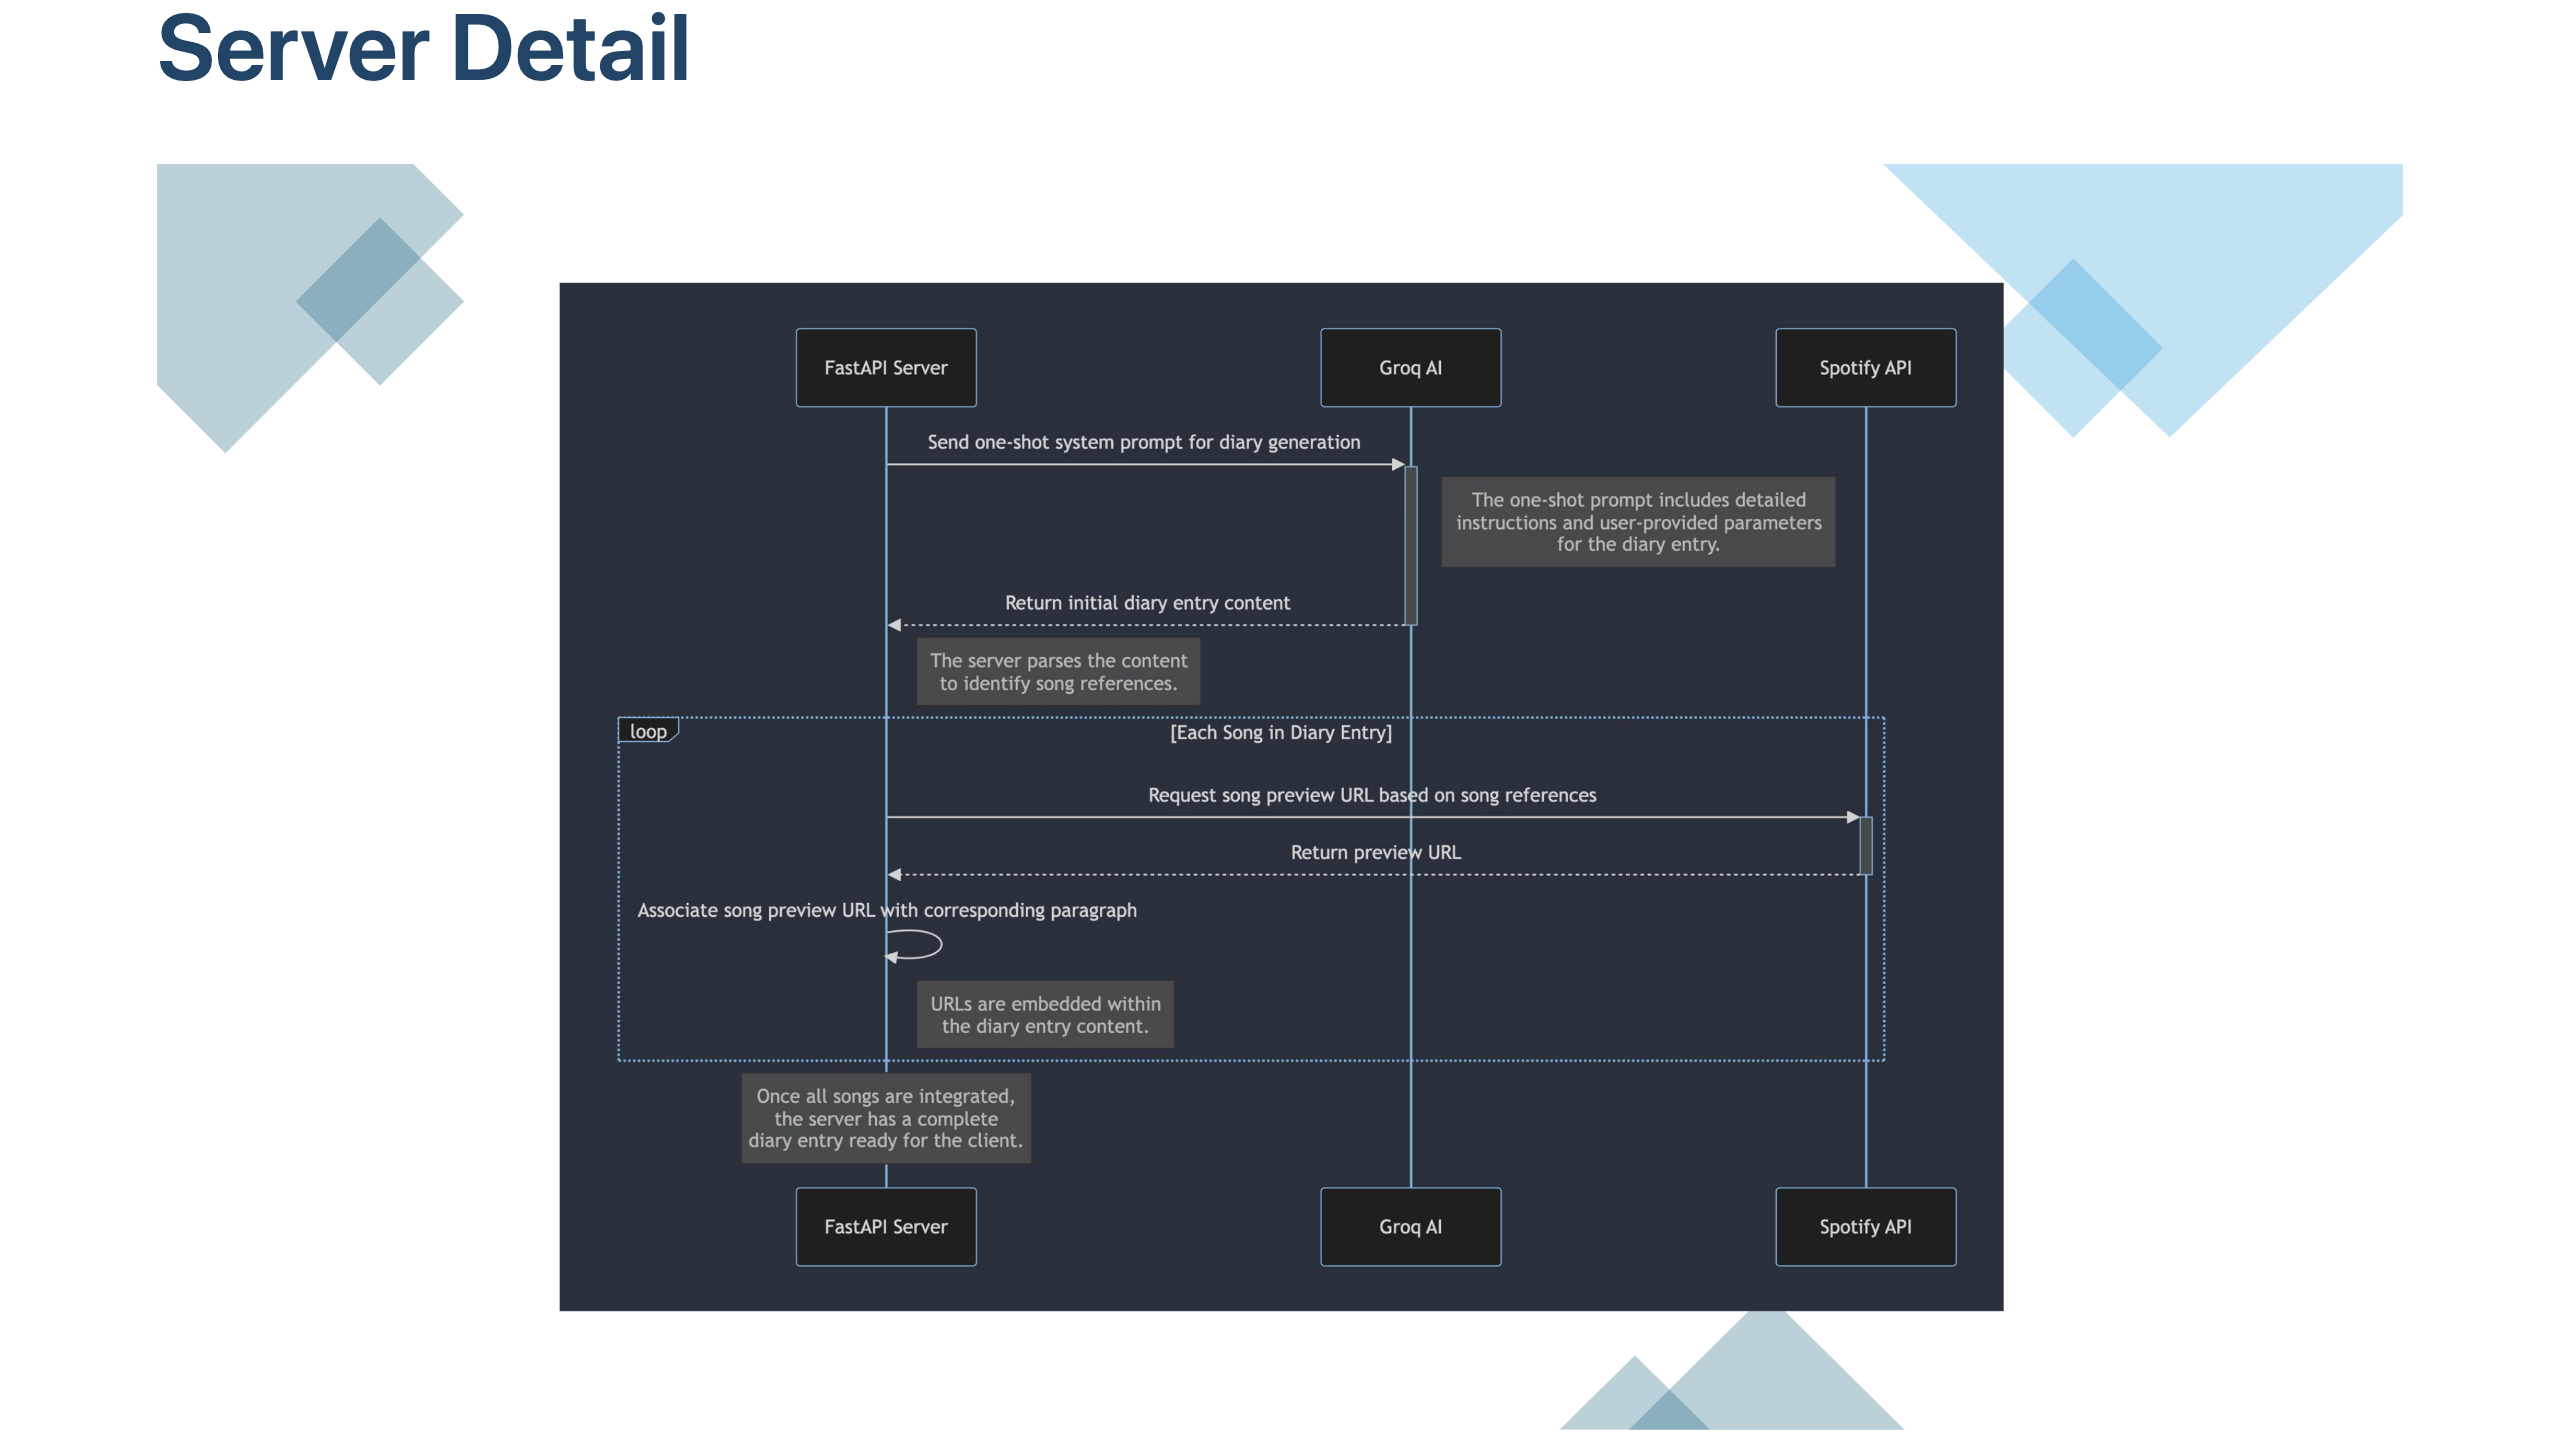 Server Detail
FastAPI Server
Groq AI
Spotify API
Send one-shot system prompt for diary generation
The one-shot prompt includes detailed
instructions and user-provided parameters
for the diary entry.
Return initial diary entry content
The server parses the content
to identify song references.
loop
[Each Song in Diary Entry]
Request song preview URL based on song references
Return preview URL
Associate song preview URL with corresponding paragraph
URLs are embedded within
the diary entry content.
Once all songs are integrated,
the server has a complete
diary entry ready for the client.
FastAPI Server
Groq AI
Spotify API